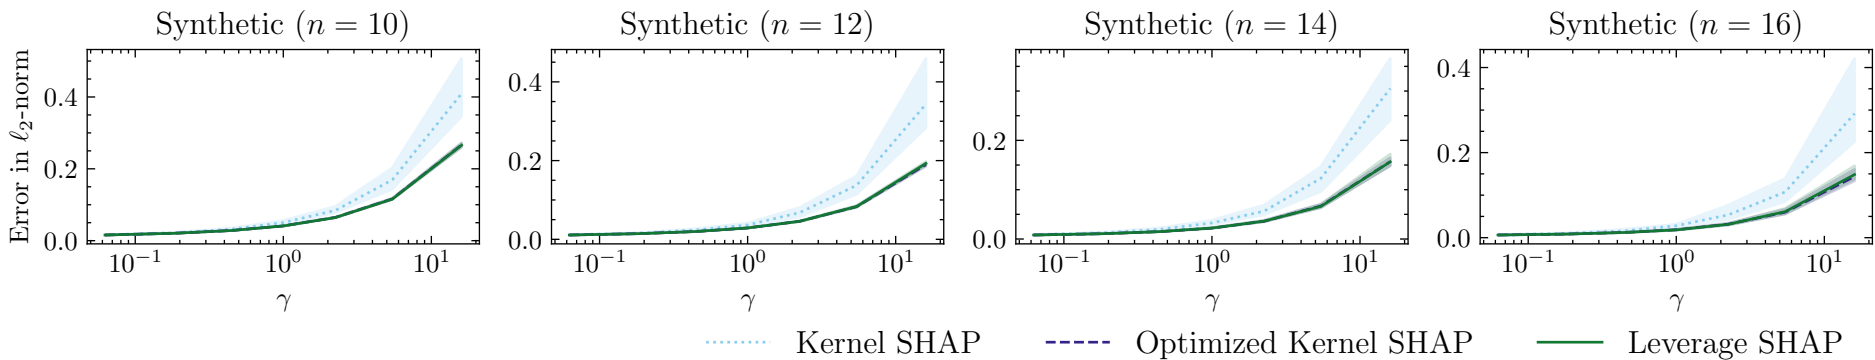 Synthetic (n = 10)
Synthetic (n = 12)
Synthetic (n = 14)
Synthetic (n = 16)
Error in ℓ₂-norm
0.4
0.2
0.0
10⁻¹
10⁰
10¹
γ
0.4
0.2
0.0
10⁻¹
10⁰
10¹
γ
0.2
0.0
10⁻¹
10⁰
10¹
γ
0.4
0.2
0.0
10⁻¹
10⁰
10¹
γ
Kernel SHAP
Optimized Kernel SHAP
Leverage SHAP